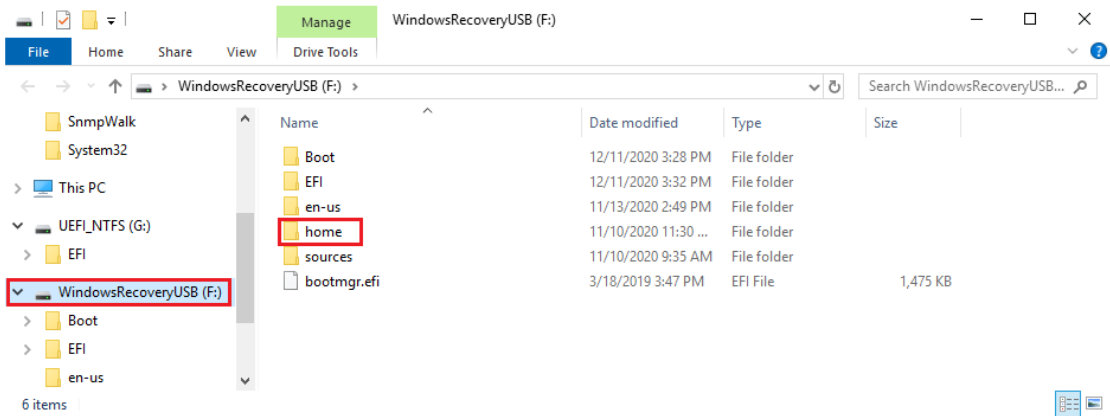 Manage WindowsRecoveryUSB (F:)
File Home Share View Drive Tools
WindowsRecoveryUSB (F:) Search WindowsRecoveryUSB...
SnmpWalk
System32
This PC
UEFI_NTFS (G:)
EFI
WindowsRecoveryUSB (F:)
Boot
EFI
en-us
Name Date modified Type Size
Boot 12/11/2020 3:28 PM File folder
EFI 12/11/2020 3:32 PM File folder
en-us 11/13/2020 2:49 PM File folder
home 11/10/2020 11:30 ... File folder
sources 11/10/2020 9:35 AM File folder
bootmgr.efi 3/18/2019 3:47 PM EFI File 1,475 KB
6 items